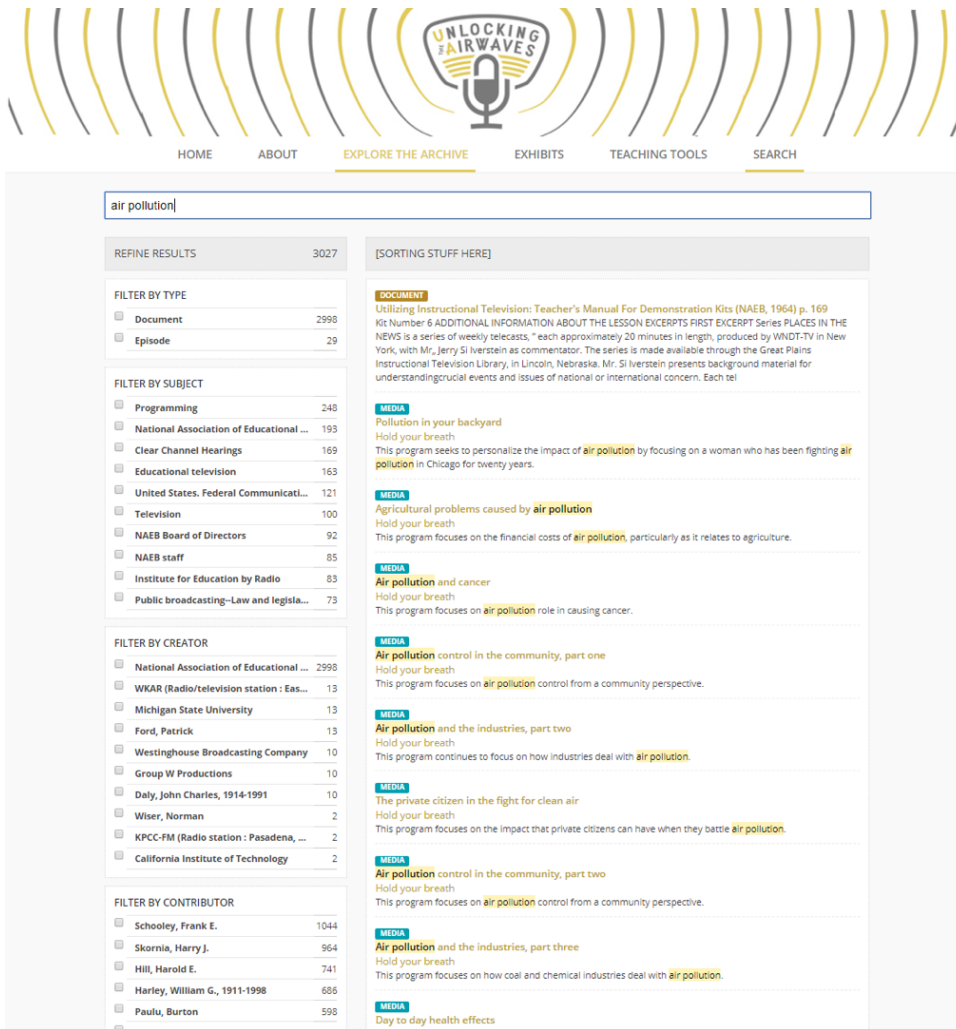 UNLOCKING
THE AIRWAVES
HOME ABOUT EXPLORE THE ARCHIVE EXHIBITS TEACHING TOOLS SEARCH
air pollution
REFINE RESULTS 3027
FILTER BY TYPE
Document 2998
Episode 29
FILTER BY SUBJECT
Programming 248
National Association of Educational ... 193
Clear Channel Hearings 169
Educational television 163
United States. Federal Communicati... 121
Television 100
NAEB Board of Directors 92
NAEB staff 85
Institute for Education by Radio 83
Public broadcasting--Law and legisla... 73
FILTER BY CREATOR
National Association of Educational ... 2998
WKAR (Radio/television station : Eas... 13
Michigan State University 13
Ford, Patrick 13
Westinghouse Broadcasting Company 10
Group W Productions 10
Daly, John Charles, 1914-1991 10
Wiser, Norman 2
KPCC-FM (Radio station : Pasadena, ... 2
California Institute of Technology 2
FILTER BY CONTRIBUTOR
Schooley, Frank E. 1044
Skornia, Harry J. 964
Hill, Harold E. 741
Harley, William G., 1911-1998 686
Paulu, Burton 598
[SORTING STUFF HERE]
DOCUMENT
Utilizing Instructional Television: Teacher's Manual For Demonstration Kits (NAEB, 1964) p. 169
Kit Number 6 ADDITIONAL INFORMATION ABOUT THE LESSON EXCERPTS FIRST EXCERPT Series PLACES IN THE
NEWS is a series of weekly telecasts, " each approximately 20 minutes in length, produced by WNDT-TV in New
York, with Mr,, Jerry Si lverstein as commentator. The series is made available through the Great Plains
Instructional Television Library, in Lincoln, Nebraska. Mr. Si lverstein presents background material for
understandingcrucial events and issues of national or international concern. Each tel
MEDIA
Pollution in your backyard
Hold your breath
This program seeks to personalize the impact of air pollution by focusing on a woman who has been fighting air
pollution in Chicago for twenty years.
MEDIA
Agricultural problems caused by air pollution
Hold your breath
This program focuses on the financial costs of air pollution, particularly as it relates to agriculture.
MEDIA
Air pollution and cancer
Hold your breath
This program focuses on air pollution role in causing cancer.
MEDIA
Air pollution control in the community, part one
Hold your breath
This program focuses on air pollution control from a community perspective.
MEDIA
Air pollution and the industries, part two
Hold your breath
This program continues to focus on how industries deal with air pollution.
MEDIA
The private citizen in the fight for clean air
Hold your breath
This program focuses on the impact that private citizens can have when they battle air pollution.
MEDIA
Air pollution control in the community, part two
Hold your breath
This program focuses on air pollution control from a community perspective.
MEDIA
Air pollution and the industries, part three
Hold your breath
This program focuses on how coal and chemical industries deal with air pollution.
MEDIA
Day to day health effects